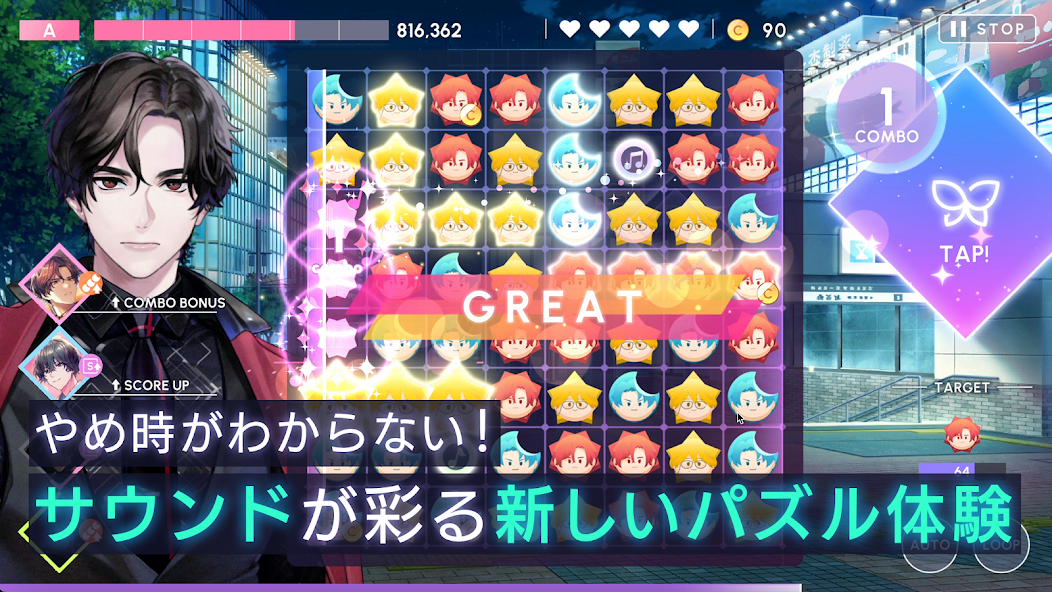 A
816,362
90
STOP
1
COMBO
TAP!
COMBO BONUS
GREAT
S+
SCORE UP
TARGET
64
やめ時がわからない!
サウンドが彩る新しいパズル体験
AUTO
LOOP